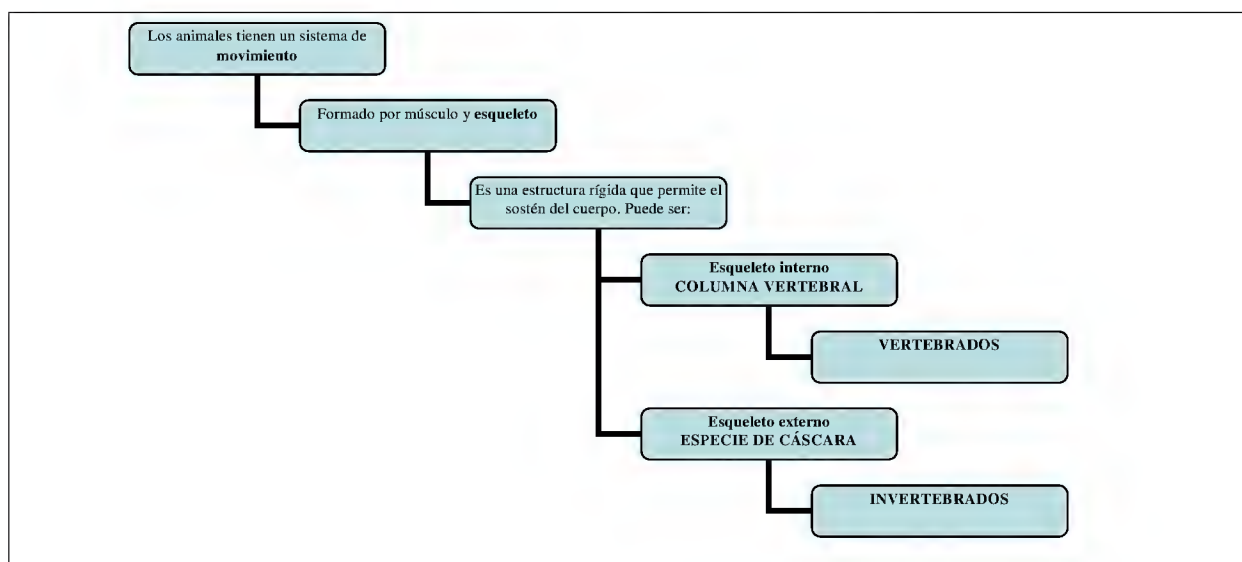 Los animales tienen un sistema de
movimiento
Formado por músculo y esqueleto
Es una estructura rígida que permite el
sostén del cuerpo. Puede ser:
Esqueleto interno
COLUMNA VERTEBRAL
VERTEBRADOS
Esqueleto externo
ESPECIE DE CÁSCARA
INVERTEBRADOS